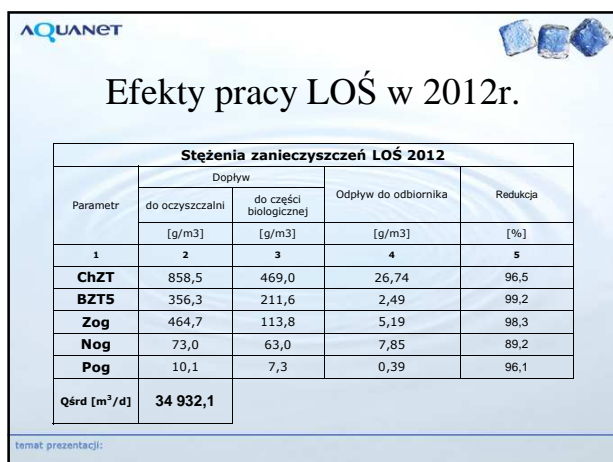 AQUANET
Efekty pracy LOŚ w 2012r.
Stężenia zanieczyszczeń LOŚ 2012
Parametr Dopływ Odpływ do odbiornika Redukcja
do oczyszczalni do części biologicznej
[g/m3] [g/m3] [g/m3] [%]
1 2 3 4 5
ChZT 858,5 469,0 26,74 96,5
BZT5 356,3 211,6 2,49 99,2
Zog 464,7 113,8 5,19 98,3
Nog 73,0 63,0 7,85 89,2
Pog 10,1 7,3 0,39 96,1
Qśrd [m³/d] 34 932,1
temat prezentacji: